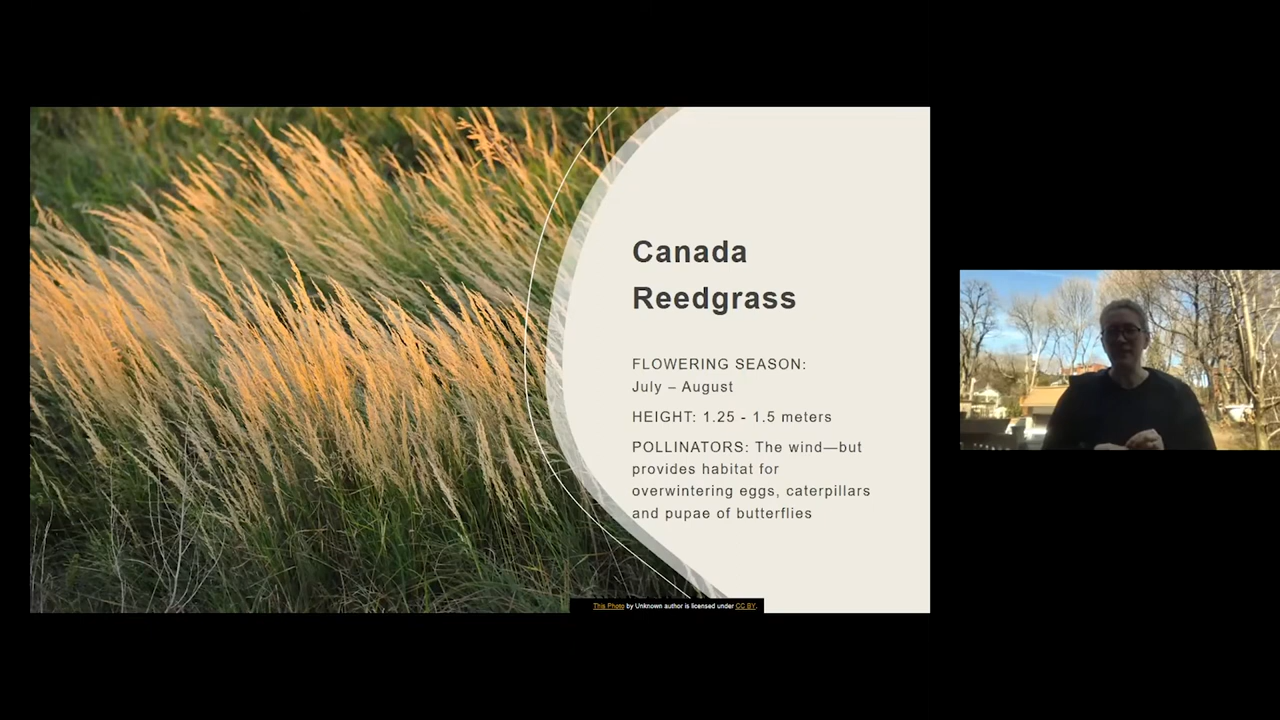 Canada
Reedgrass
FLOWERING SEASON:
July – August
HEIGHT: 1.25 - 1.5 meters
POLLINATORS: The wind—but
provides habitat for
overwintering eggs, caterpillars
and pupae of butterflies
This Photo by Unknown author is licensed under CC BY.